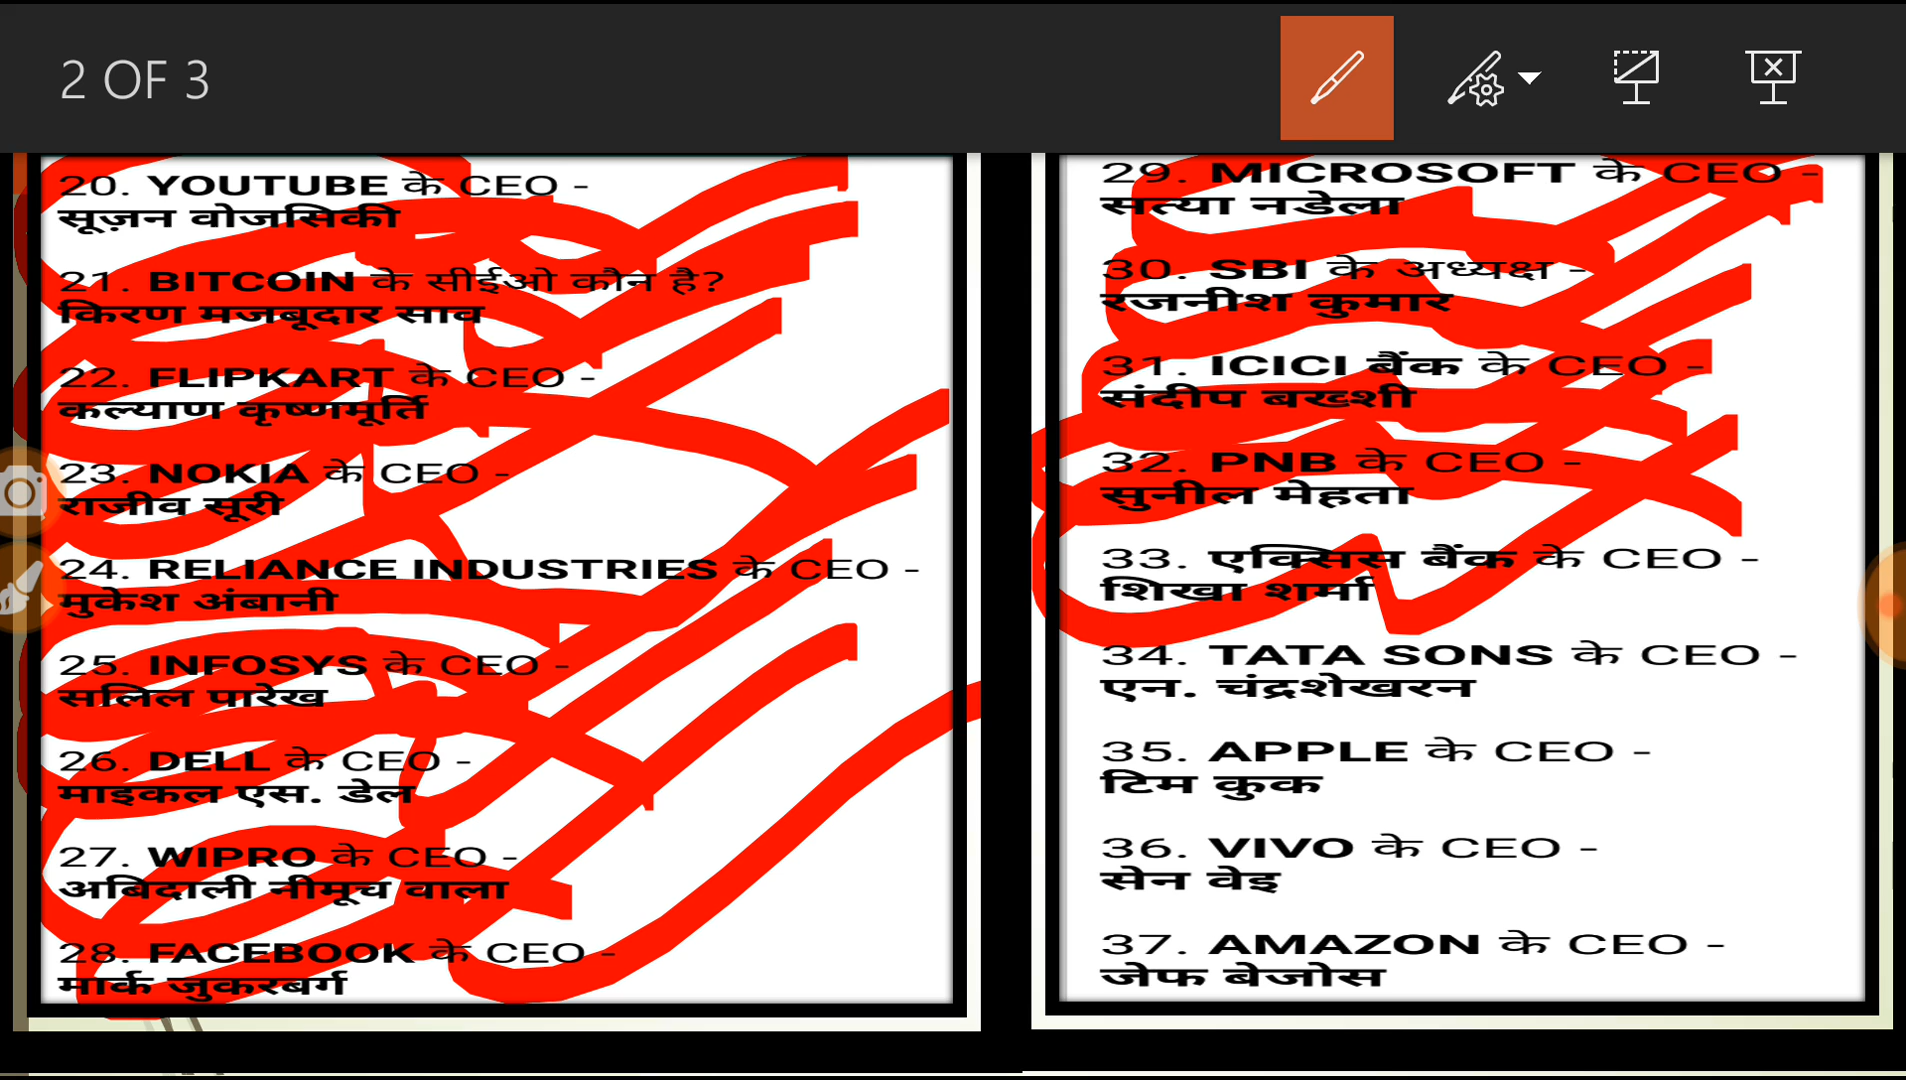 2 OF 3
20. YOUTUBE के CEO -
सूज़न वोजसिकी
21. BITCOIN के सीईओ कौन है?
किरण मजबूदार साव
22. FLIPKART के CEO -
कल्याण कृष्णमूर्ति
23. NOKIA के CEO -
राजीव सूरी
24. RELIANCE INDUSTRIES के CEO -
मुकेश अंबानी
25. INFOSYS के CEO -
सलिल पारेख
26. DELL के CEO -
माइकल एस. डेल
27. WIPRO के CEO -
अबिदाली नीमूच वाला
28. FACEBOOK के CEO -
मार्क जुकरबर्ग
29. MICROSOFT के CEO -
सत्या नडेला
30. SBI के अध्यक्ष -
रजनीश कुमार
31. ICICI बैंक के CEO -
संदीप बख्शी
32. PNB के CEO -
सुनील मेहता
33. एक्सिस बैंक के CEO -
शिखा शर्मा
34. TATA SONS के CEO -
एन. चंद्रशेखरन
35. APPLE के CEO -
टिम कुक
36. VIVO के CEO -
सेन वेइ
37. AMAZON के CEO -
जेफ बेजोस